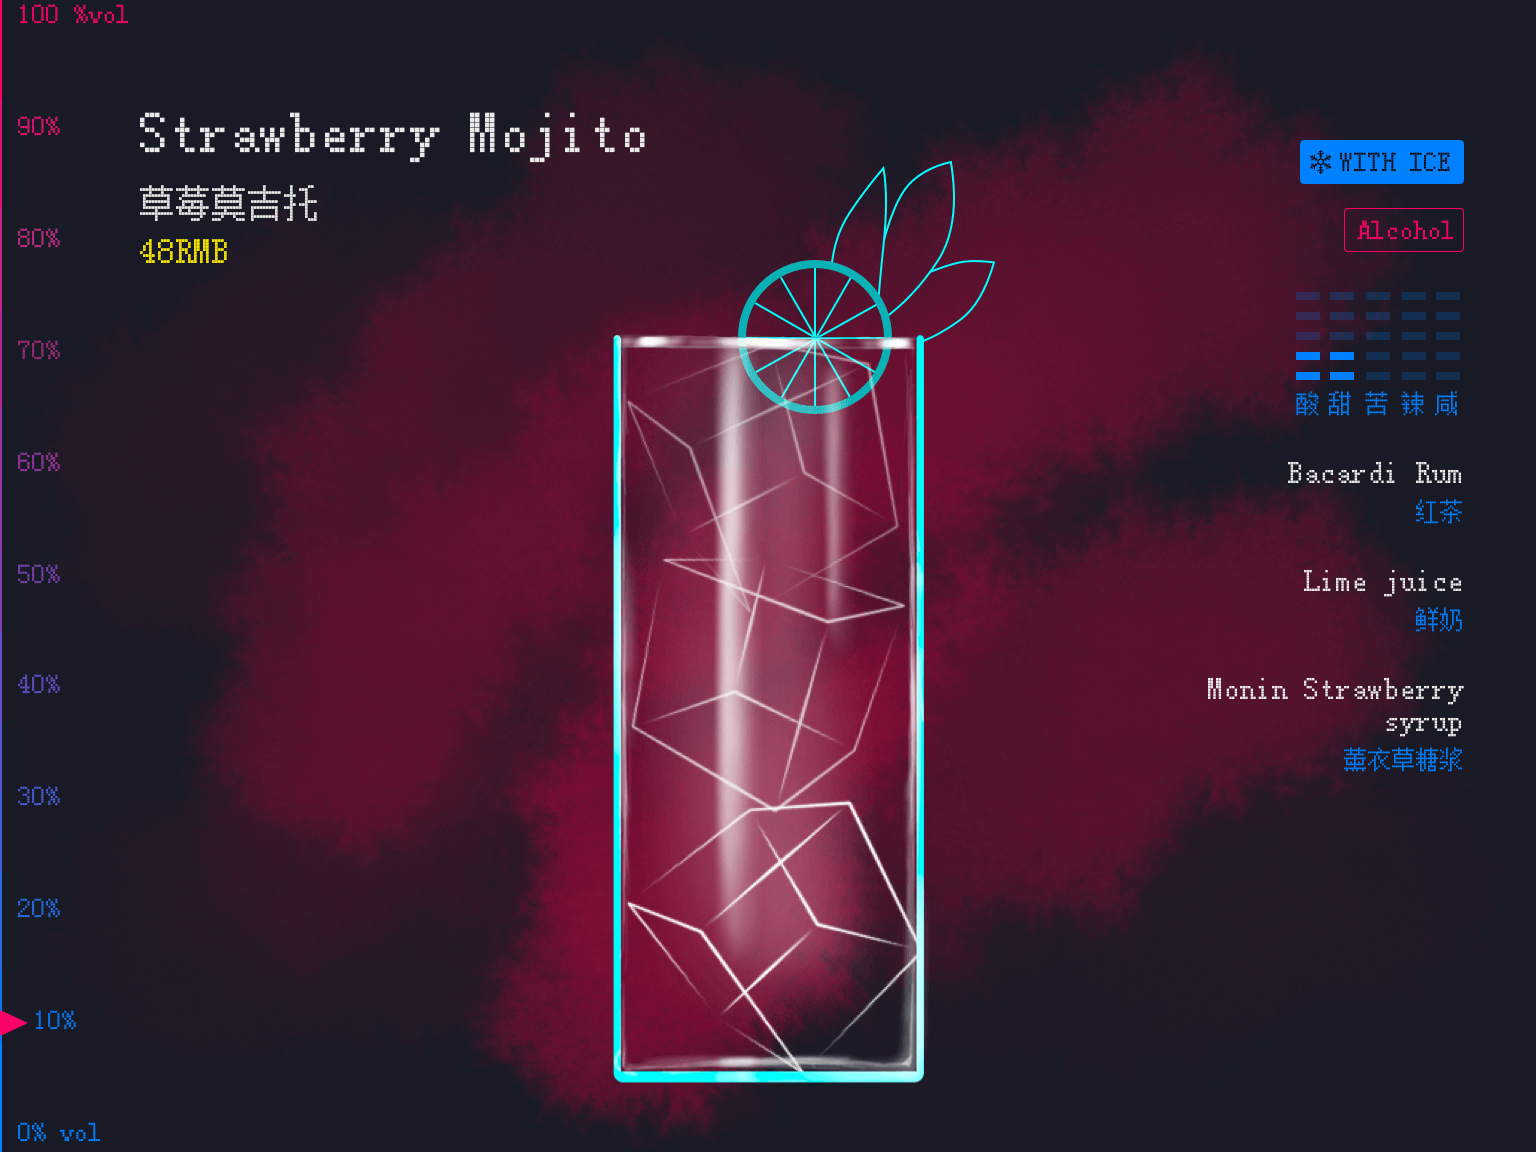 100 %vol
90%
80%
70%
60%
50%
40%
30%
20%
10%
0% vol
Strawberry Mojito
草莓莫吉托
48RMB
WITH ICE
Alcohol
酸 甜 苦 辣 咸
Bacardi Rum
红茶
Lime juice
鲜奶
Monin Strawberry
syrup
薰衣草糖浆